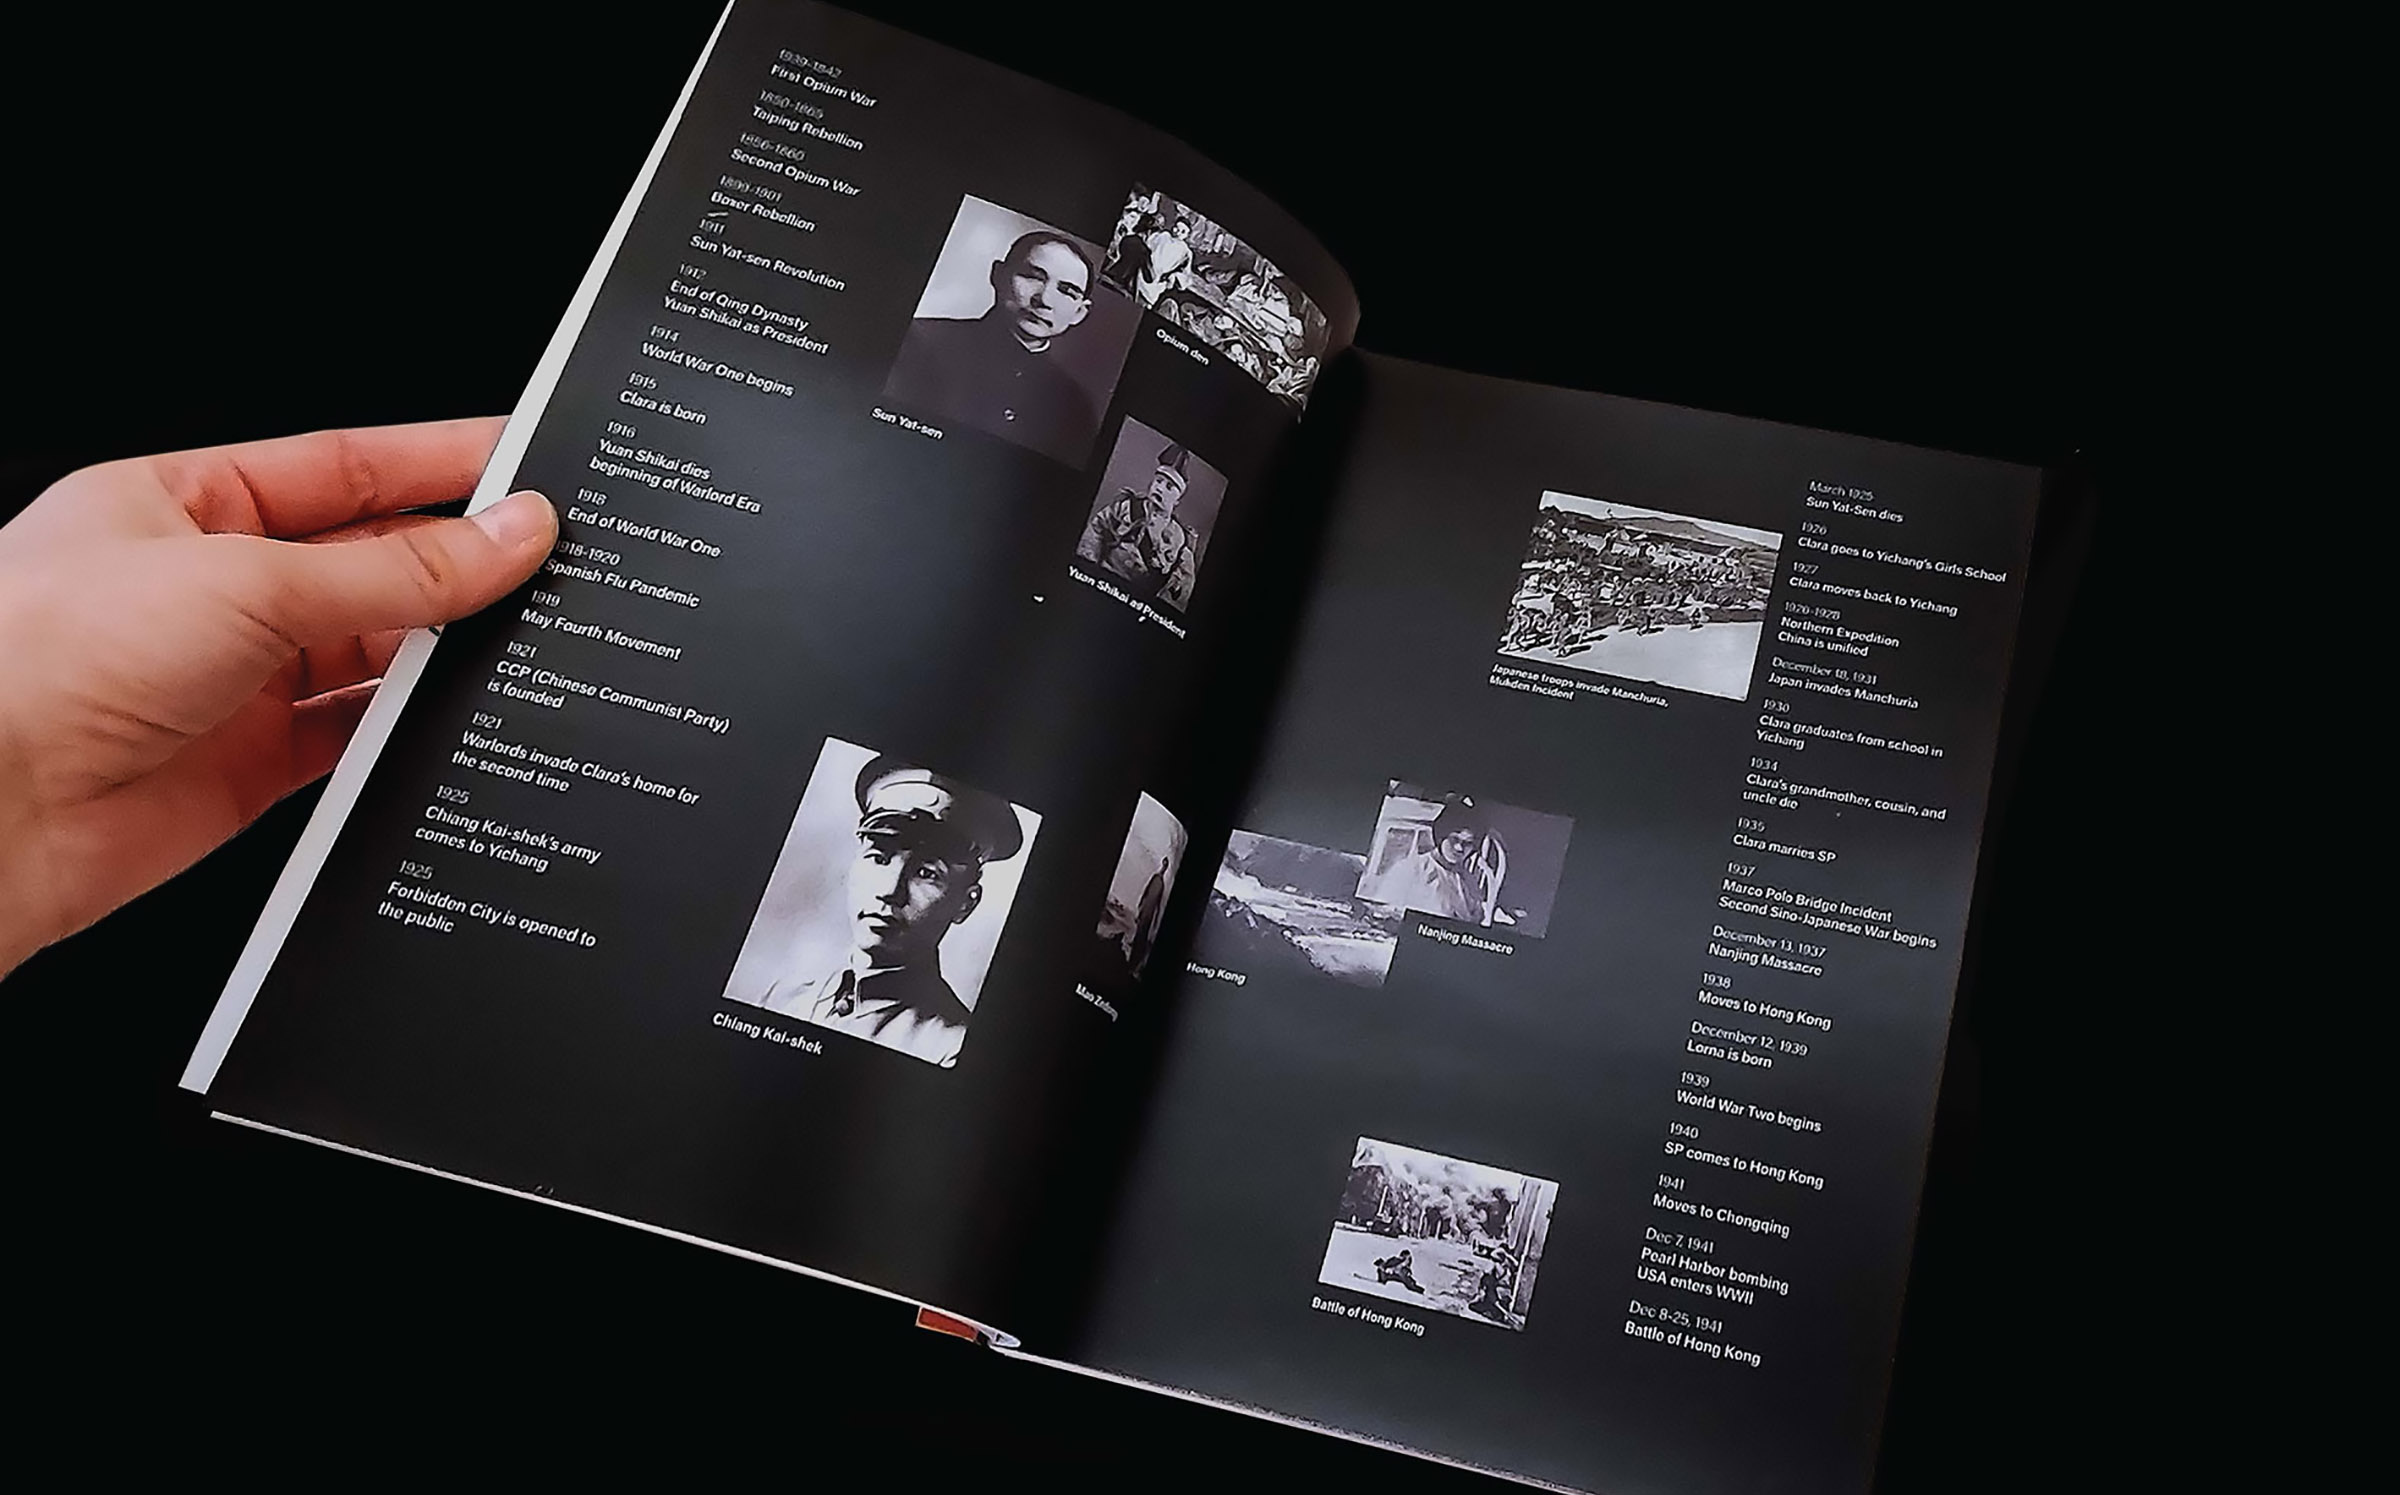 1939-1842
First Opium War
1850-1865
Taiping Rebellion
1856-1860
Second Opium War
1899-1901
Boxer Rebellion
1911
Sun Yat-sen Revolution
1912
End of Qing Dynasty
Yuan Shikai as President
1914
World War One begins
1915
Clara is born
1916
Yuan Shikai dies
beginning of Warlord Era
1918
End of World War One
918-1920
Spanish Flu Pandemic
1919
May Fourth Movement
1921
CCP (Chinese Communist Party)
is founded
1921
Warlords invade Clara's home for
the second time
1925
Chiang Kai-shek's army
comes to Yichang
1925
Forbidden City is opened to
the public
Sun Yat-sen
Opium den
Yuan Shikai as President
Chiang Kai-shek
Mao Zedong
Japanese troops invade Manchuria,
Mukden Incident
Hong Kong
Nanjing Massacre
Battle of Hong Kong
March 1925
Sun Yat-Sen dies
1926
Clara goes to Yichang's Girls School
1927
Clara moves back to Yichang
1926-1928
Northern Expedition
China is unified
December 18, 1931
Japan invades Manchuria
1930
Clara graduates from school in
Yichang
1934
Clara's grandmother, cousin, and
uncle die
1935
Clara marries SP
1937
Marco Polo Bridge Incident
Second Sino-Japanese War begins
December 13, 1937
Nanjing Massacre
1938
Moves to Hong Kong
December 12, 1939
Lorna is born
1939
World War Two begins
1940
SP comes to Hong Kong
1941
Moves to Chongqing
Dec 7, 1941
Pearl Harbor bombing
USA enters WWII
Dec 8-25, 1941
Battle of Hong Kong